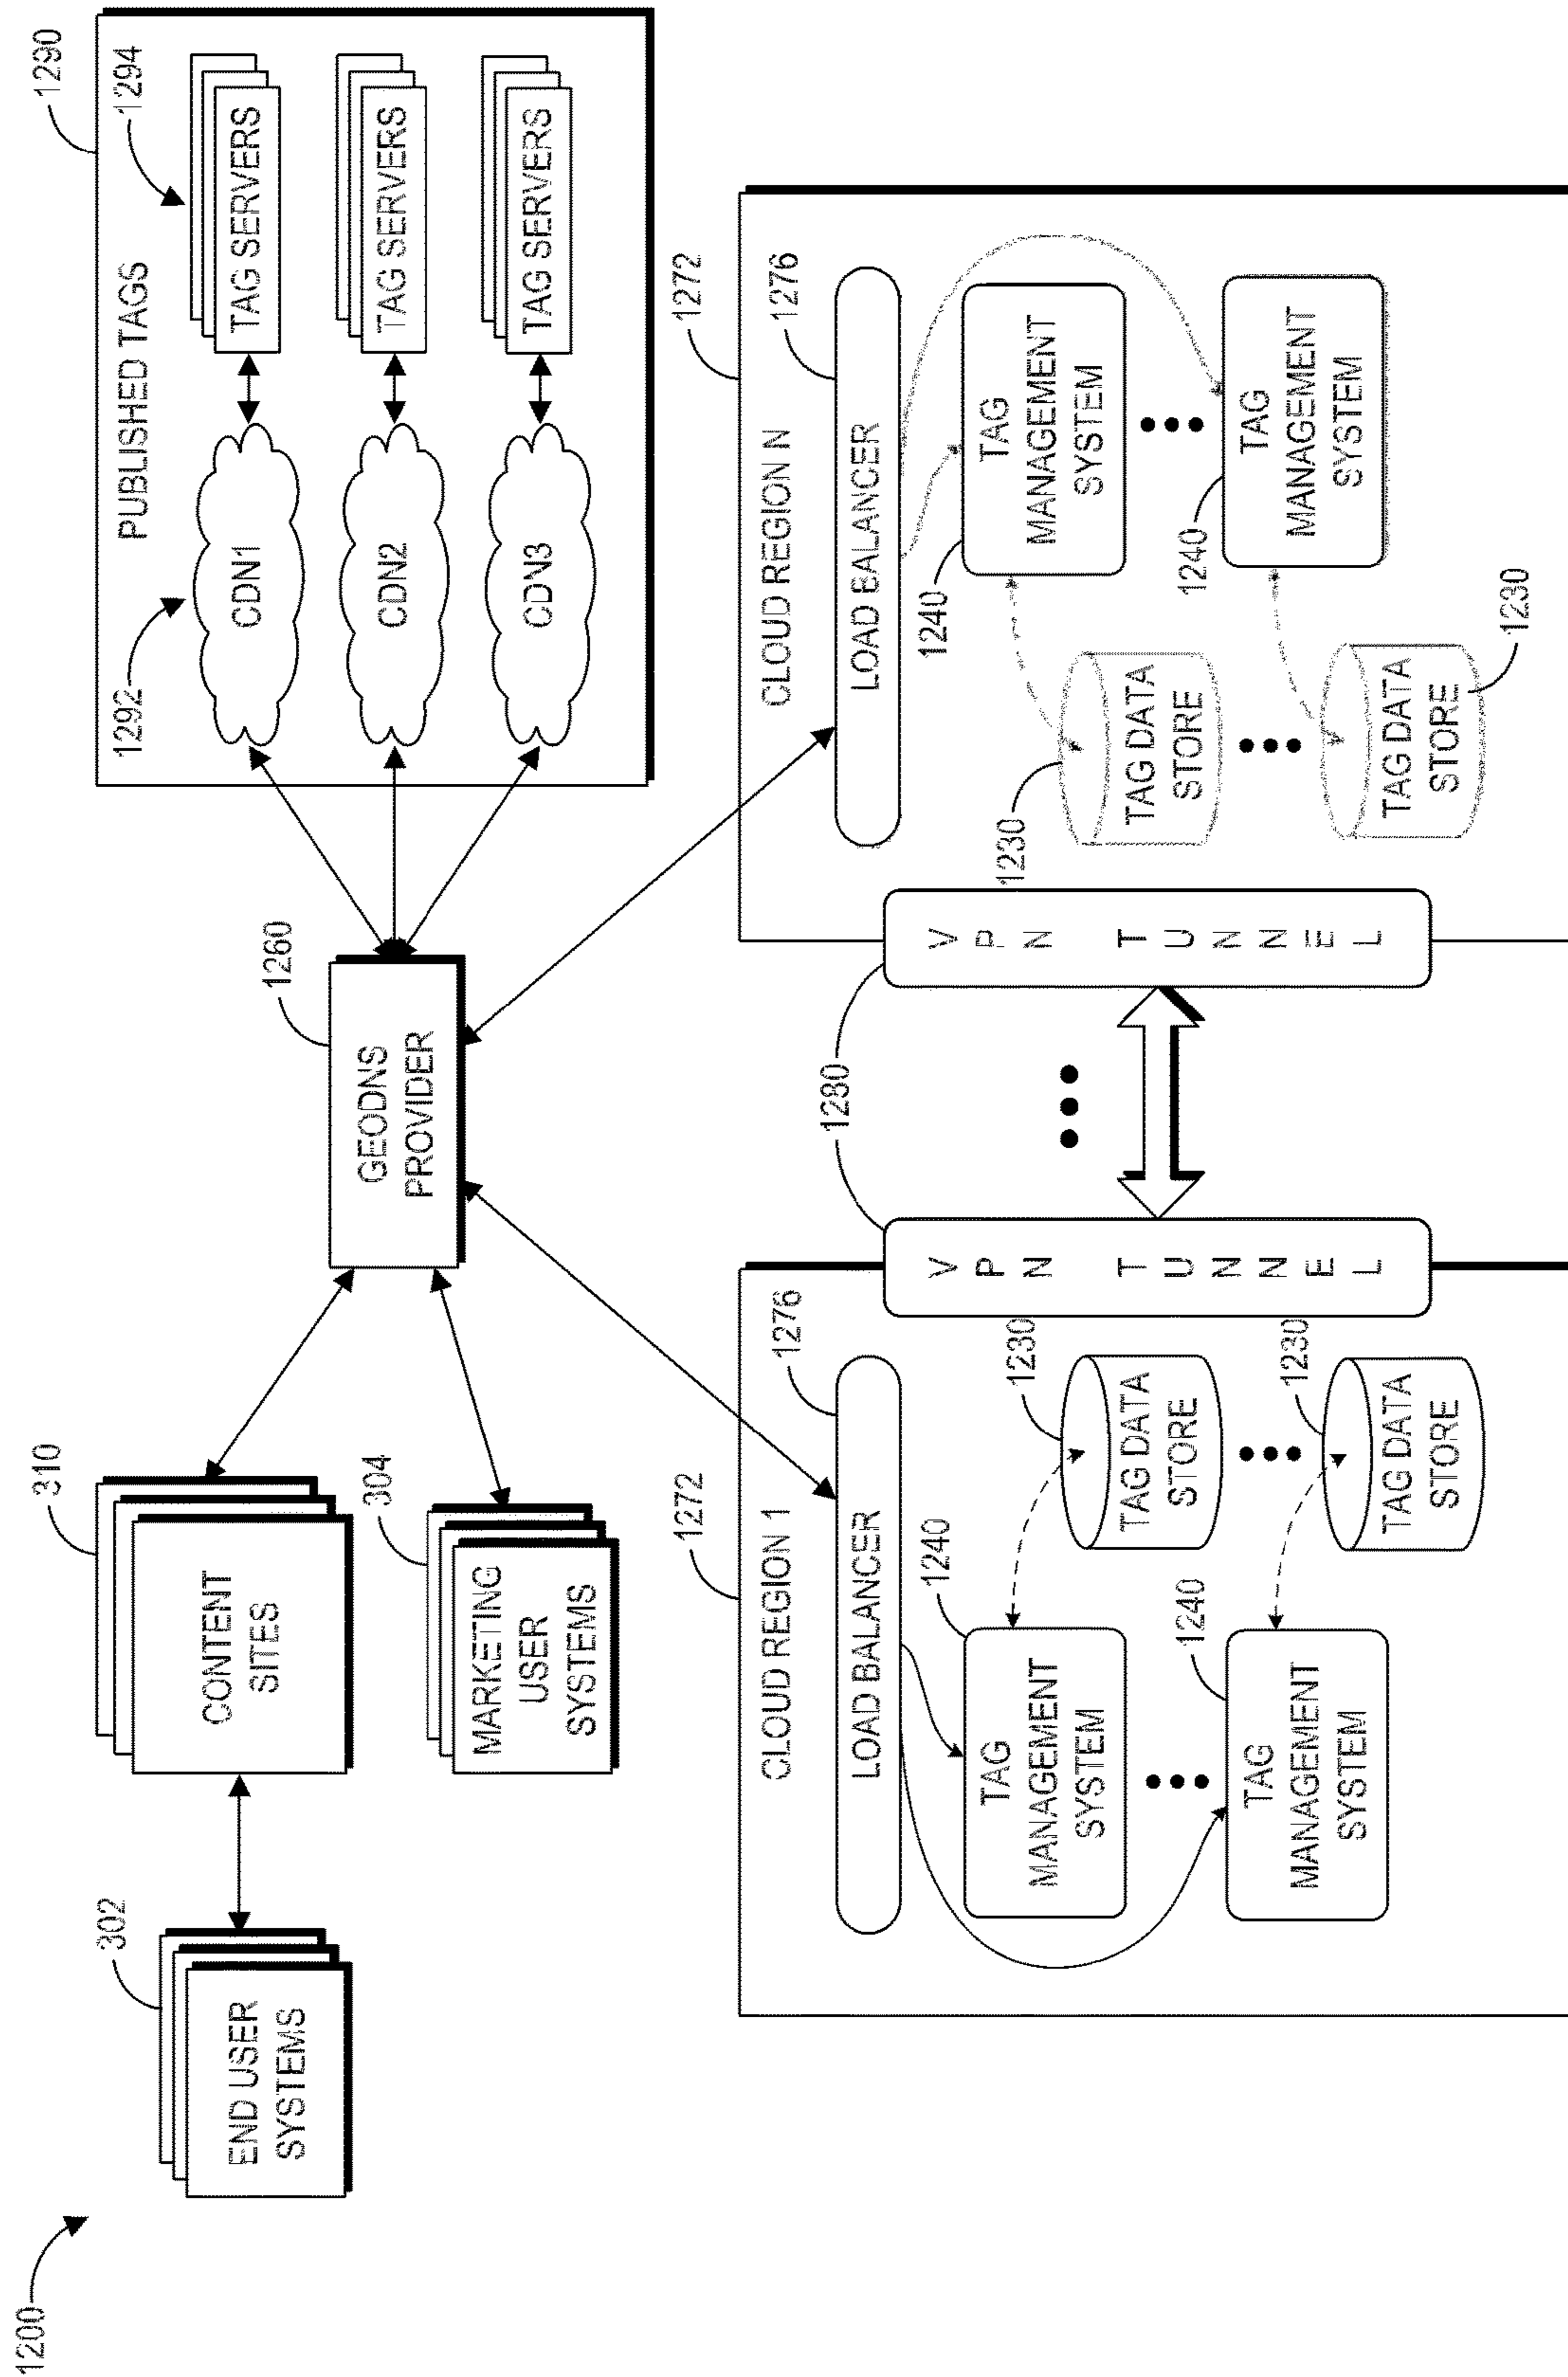 1200
302
END USER
SYSTEMS
310
CONTENT
SITES
304
MARKETING
USER
SYSTEMS
1260
GEODNS
PROVIDER
1290
PUBLISHED TAGS
1292
1294
CDN1
TAG SERVERS
CDN2
TAG SERVERS
CDN3
TAG SERVERS
1272
CLOUD REGION 1
1276
LOAD BALANCER
1240
TAG
MANAGEMENT
SYSTEM
1230
TAG DATA
STORE
1240
TAG
MANAGEMENT
SYSTEM
1230
TAG DATA
STORE
VPN TUNNEL
1280
VPN TUNNEL
1272
CLOUD REGION N
1276
LOAD BALANCER
1230
TAG DATA
STORE
1240
TAG
MANAGEMENT
SYSTEM
1230
TAG DATA
STORE
1240
TAG
MANAGEMENT
SYSTEM